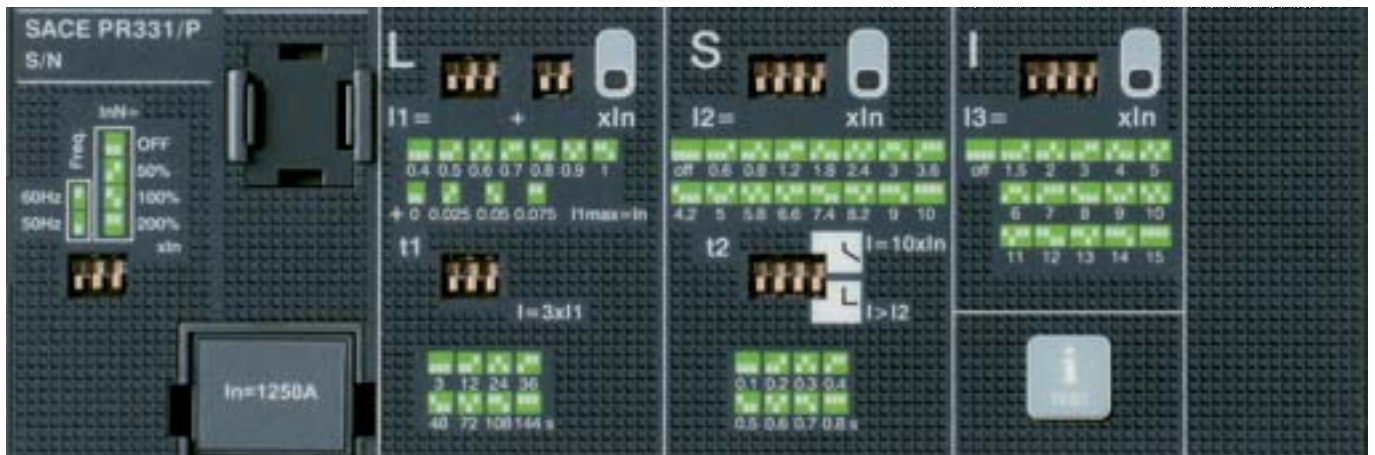 SACE PR331/P
S/N
InN=
Freq.
OFF
50%
60Hz
100%
50Hz
200%
xIn
In=1250A
L
I1= + xIn
0.4 0.5 0.6 0.7 0.8 0.9 1
+ 0 0.025 0.05 0.075 I1max=In
t1
I=3xI1
3 12 24 36
48 72 108 144 s
S
I2= xIn
off 0.6 0.8 1.2 1.8 2.4 3 3.6
4.2 5 5.8 6.6 7.4 8.2 9 10
t2
I=10xIn
I>I2
0.1 0.2 0.3 0.4
0.5 0.6 0.7 0.8 s
I
I3= xIn
off 1.5 2 3 4 5
6 7 8 9 10
11 12 13 14 15
i
TEST